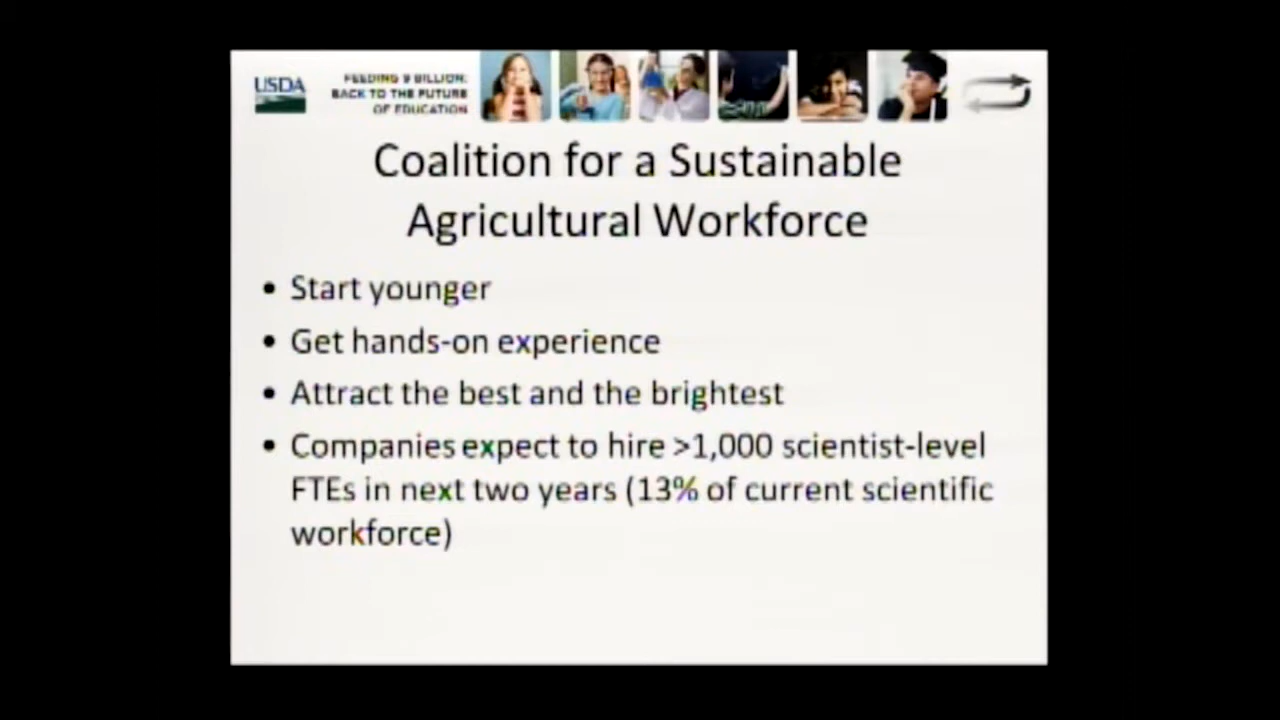 USDA
FEEDING 9 BILLION:
BACK TO THE FUTURE
OF EDUCATION
Coalition for a Sustainable
Agricultural Workforce
• Start younger
• Get hands-on experience
• Attract the best and the brightest
• Companies expect to hire >1,000 scientist-level
FTEs in next two years (13% of current scientific
workforce)